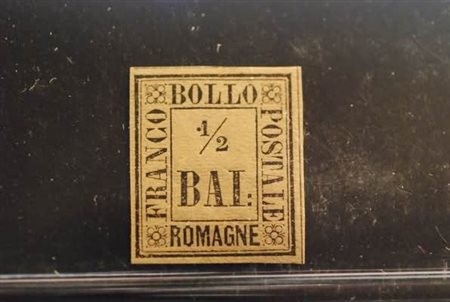 FRANCO
BOLLO
POSTALE
1/2
BAI:
ROMAGNE